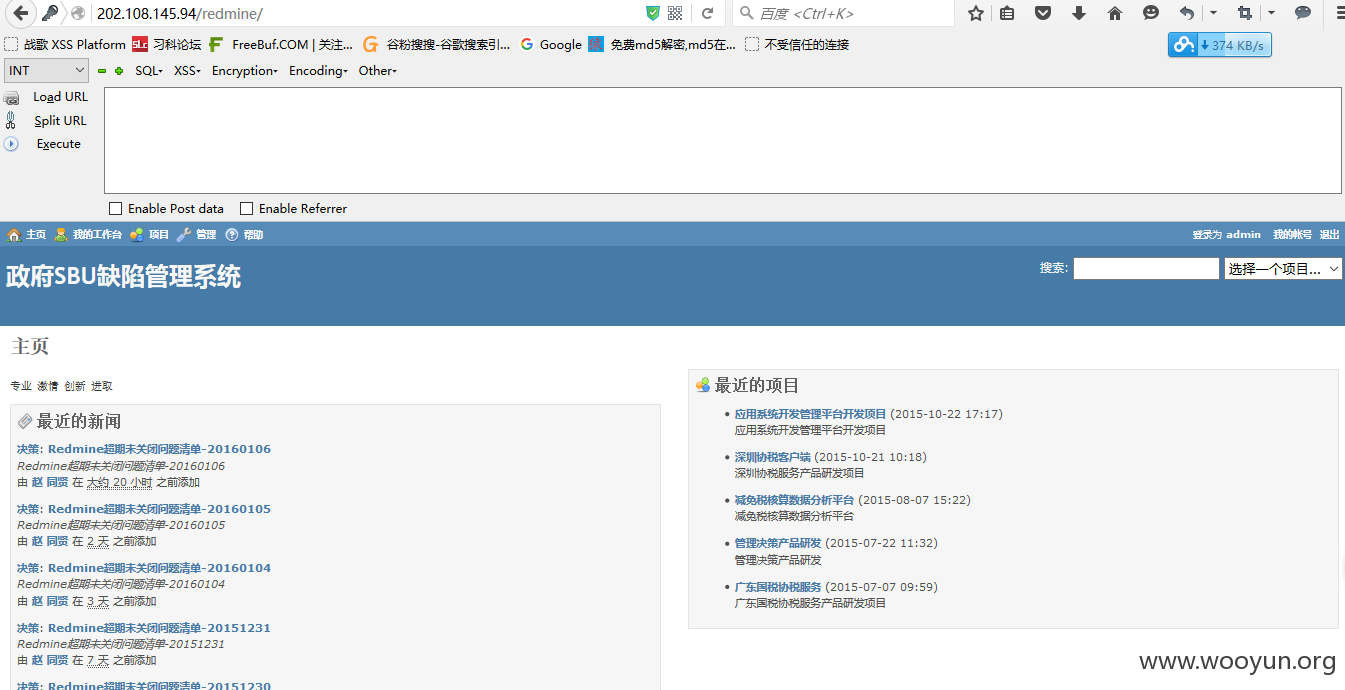 202.108.145.94/redmine/
百度 <Ctrl+K>
战歌 XSS Platform 习科论坛 FreeBuf.COM | 关注... 谷粉搜搜-谷歌搜索引... Google 免费md5解密,md5在... 不受信任的连接
374 KB/s
INT SQL XSS Encryption Encoding Other
Load URL
Split URL
Execute
Enable Post data Enable Referrer
主页 我的工作台 项目 管理 帮助
登录为 admin 我的帐号 退出
政府SBU缺陷管理系统
搜索: 选择一个项目...
主页
专业 激情 创新 进取
最近的新闻
决策: Redmine超期未关闭问题清单-20160106
Redmine超期未关闭问题清单-20160106
由 赵 同贤 在 大约 20 小时 之前添加
决策: Redmine超期未关闭问题清单-20160105
Redmine超期未关闭问题清单-20160105
由 赵 同贤 在 2 天 之前添加
决策: Redmine超期未关闭问题清单-20160104
Redmine超期未关闭问题清单-20160104
由 赵 同贤 在 3 天 之前添加
决策: Redmine超期未关闭问题清单-20151231
Redmine超期未关闭问题清单-20151231
由 赵 同贤 在 7 天 之前添加
决策: Redmine超期未关闭问题清单-20151230
最近的项目
应用系统开发管理平台开发项目 (2015-10-22 17:17)
应用系统开发管理平台开发项目
深圳协税客户端 (2015-10-21 10:18)
深圳协税服务产品研发项目
减免税核算数据分析平台 (2015-08-07 15:22)
减免税核算数据分析平台
管理决策产品研发 (2015-07-22 11:32)
管理决策产品研发
广东国税协税服务 (2015-07-07 09:59)
广东国税协税服务产品研发项目
www.wooyun.org